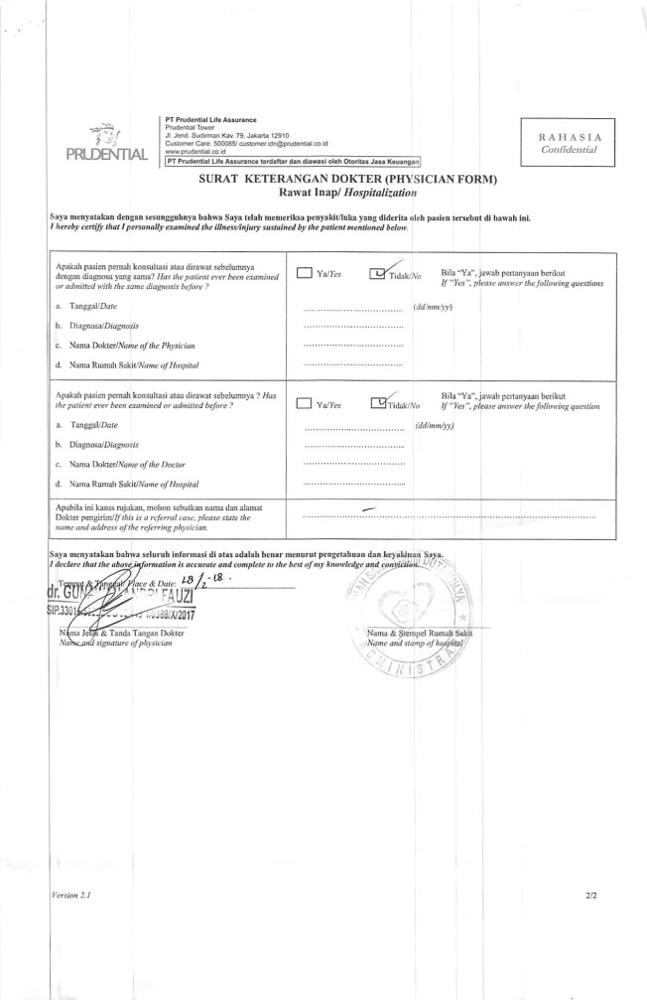 PRUDENTIAL
PT Prudential Life Assurance
Prudential Tower
Jl. Jend. Sudirman Kav. 79, Jakarta 12910
Customer Care: 500085/ customer.idn@prudential.co.id
www.prudential.co.id
PT Prudential Life Assurance terdaftar dan diawasi oleh Otoritas Jasa Keuangan
RAHASIA
Confidential
SURAT KETERANGAN DOKTER (PHYSICIAN FORM)
Rawat Inap/ Hospitalization
Saya menyatakan dengan sesungguhnya bahwa Saya telah memeriksa penyakit/luka yang diderita oleh pasien tersebut di bawah ini.
I hereby certify that I personally examined the illness/injury sustained by the patient mentioned below.
Apakah pasien pernah konsultasi atau dirawat sebelumnya
dengan diagnosa yang sama? Has the patient ever been examined
or admitted with the same diagnosis before ?
Ya/Yes
Tidak/No
Bila "Ya", jawab pertanyaan berikut
If "Yes", please answer the following questions
a. Tanggal/Date
(dd/mm/yy)
b. Diagnosa/Diagnosis
c. Nama Dokter/Name of the Physician
d. Nama Rumah Sakit/Name of Hospital
Apakah pasien pernah konsultasi atau dirawat sebelumnya ? Has
the patient ever been examined or admitted before ?
Ya/Yes
Tidak/No
Bila "Ya", jawab pertanyaan berikut
If "Yes", please answer the following question
a. Tanggal/Date
(dd/mm/yy)
b. Diagnosa/Diagnosis
c. Nama Dokter/Name of the Doctor
d. Nama Rumah Sakit/Name of Hospital
Apabila ini kasus rujukan, mohon sebutkan nama dan alamat
Dokter pengirim/If this is a referral case, please state the
name and address of the referring physician.
Saya menyatakan bahwa seluruh informasi di atas adalah benar menurut pengetahuan dan keyakinan Saya.
I declare that the above information is accurate and complete to the best of my knowledge and conviction.
Tempat & Tanggal/ Place & Date: 28/2-18.
dr. FAUZI
/X/2017
Nama Jelas & Tanda Tangan Dokter
Name and signature of physician
Nama & Stempel Rumah Sakit
Name and stamp of hospital
Version 2.1
2/2